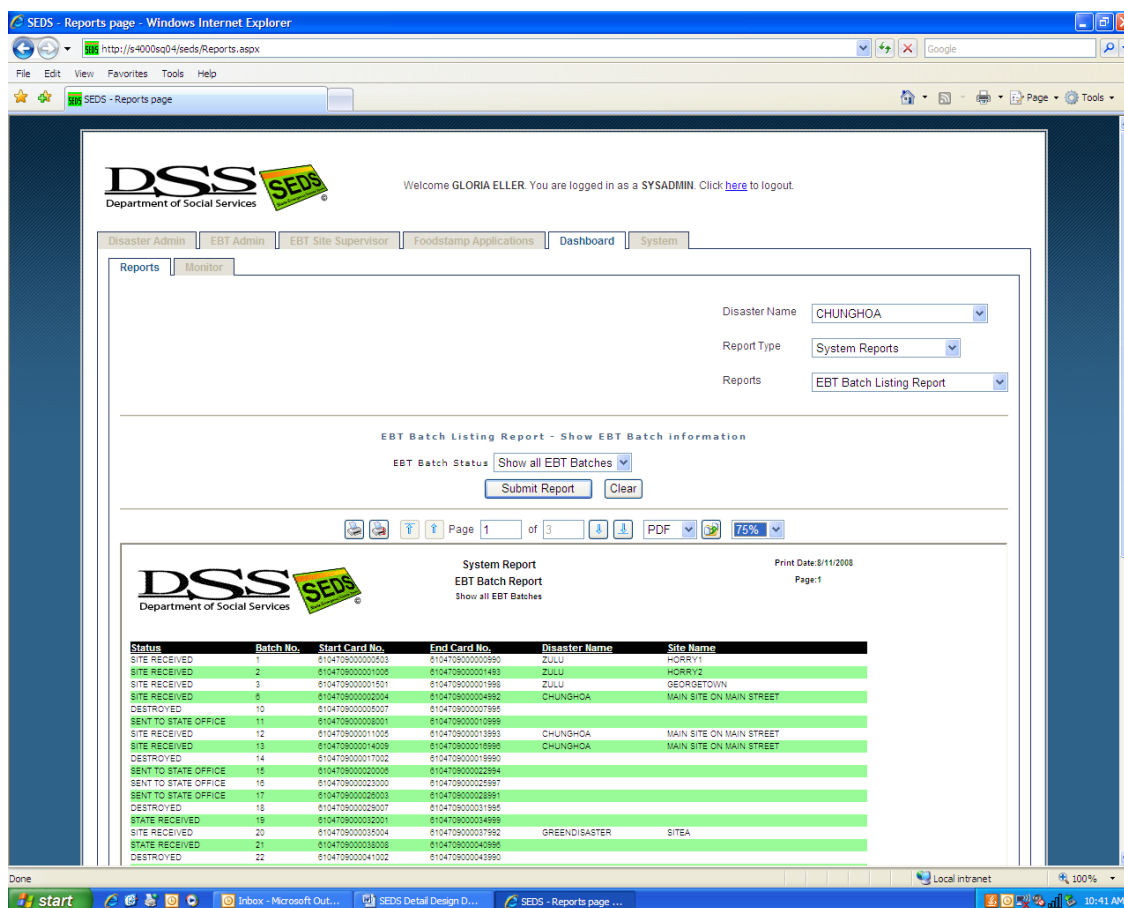 SEDS - Reports page - Windows Internet Explorer
SEDS http://s4000sq04/seds/Reports.aspx Google
File Edit View Favorites Tools Help
SEDS SEDS - Reports page Page Tools
DSS SEDS
Department of Social Services
Welcome GLORIA ELLER. You are logged in as a SYSADMIN. Click here to logout.
Disaster Admin EBT Admin EBT Site Supervisor Foodstamp Applications Dashboard System
Reports Monitor
Disaster Name CHUNGHOA
Report Type System Reports
Reports EBT Batch Listing Report
EBT Batch Listing Report - Show EBT Batch information
EBT Batch Status Show all EBT Batches
Submit Report Clear
Page 1 of 3 PDF 75%
DSS SEDS
Department of Social Services
System Report Print Date:8/11/2008
EBT Batch Report Page:1
Show all EBT Batches
Status Batch No. Start Card No. End Card No. Disaster Name Site Name
SITE RECEIVED 1 6104709000000503 6104709000000990 ZULU HORRY1
SITE RECEIVED 2 6104709000001006 6104709000001493 ZULU HORRY2
SITE RECEIVED 3 6104709000001501 6104709000001998 ZULU GEORGETOWN
SITE RECEIVED 6 6104709000002004 6104709000004992 CHUNGHOA MAIN SITE ON MAIN STREET
DESTROYED 10 6104709000005007 6104709000007995
SENT TO STATE OFFICE 11 6104709000008001 6104709000010999
SITE RECEIVED 12 6104709000011005 6104709000013993 CHUNGHOA MAIN SITE ON MAIN STREET
SITE RECEIVED 13 6104709000014009 6104709000016996 CHUNGHOA MAIN SITE ON MAIN STREET
DESTROYED 14 6104709000017002 6104709000019990
SENT TO STATE OFFICE 15 6104709000020006 6104709000022994
SENT TO STATE OFFICE 16 6104709000023000 6104709000025997
SENT TO STATE OFFICE 17 6104709000026003 6104709000028991
DESTROYED 18 6104709000029007 6104709000031995
STATE RECEIVED 19 6104709000032001 6104709000034999
SITE RECEIVED 20 6104709000035004 6104709000037992 GREENDISASTER SITEA
STATE RECEIVED 21 6104709000038008 6104709000040996
DESTROYED 22 6104709000041002 6104709000043990
Done Local intranet 100%
start Inbox - Microsoft Out... SEDS Detail Design D... SEDS - Reports page ... 10:41 AM